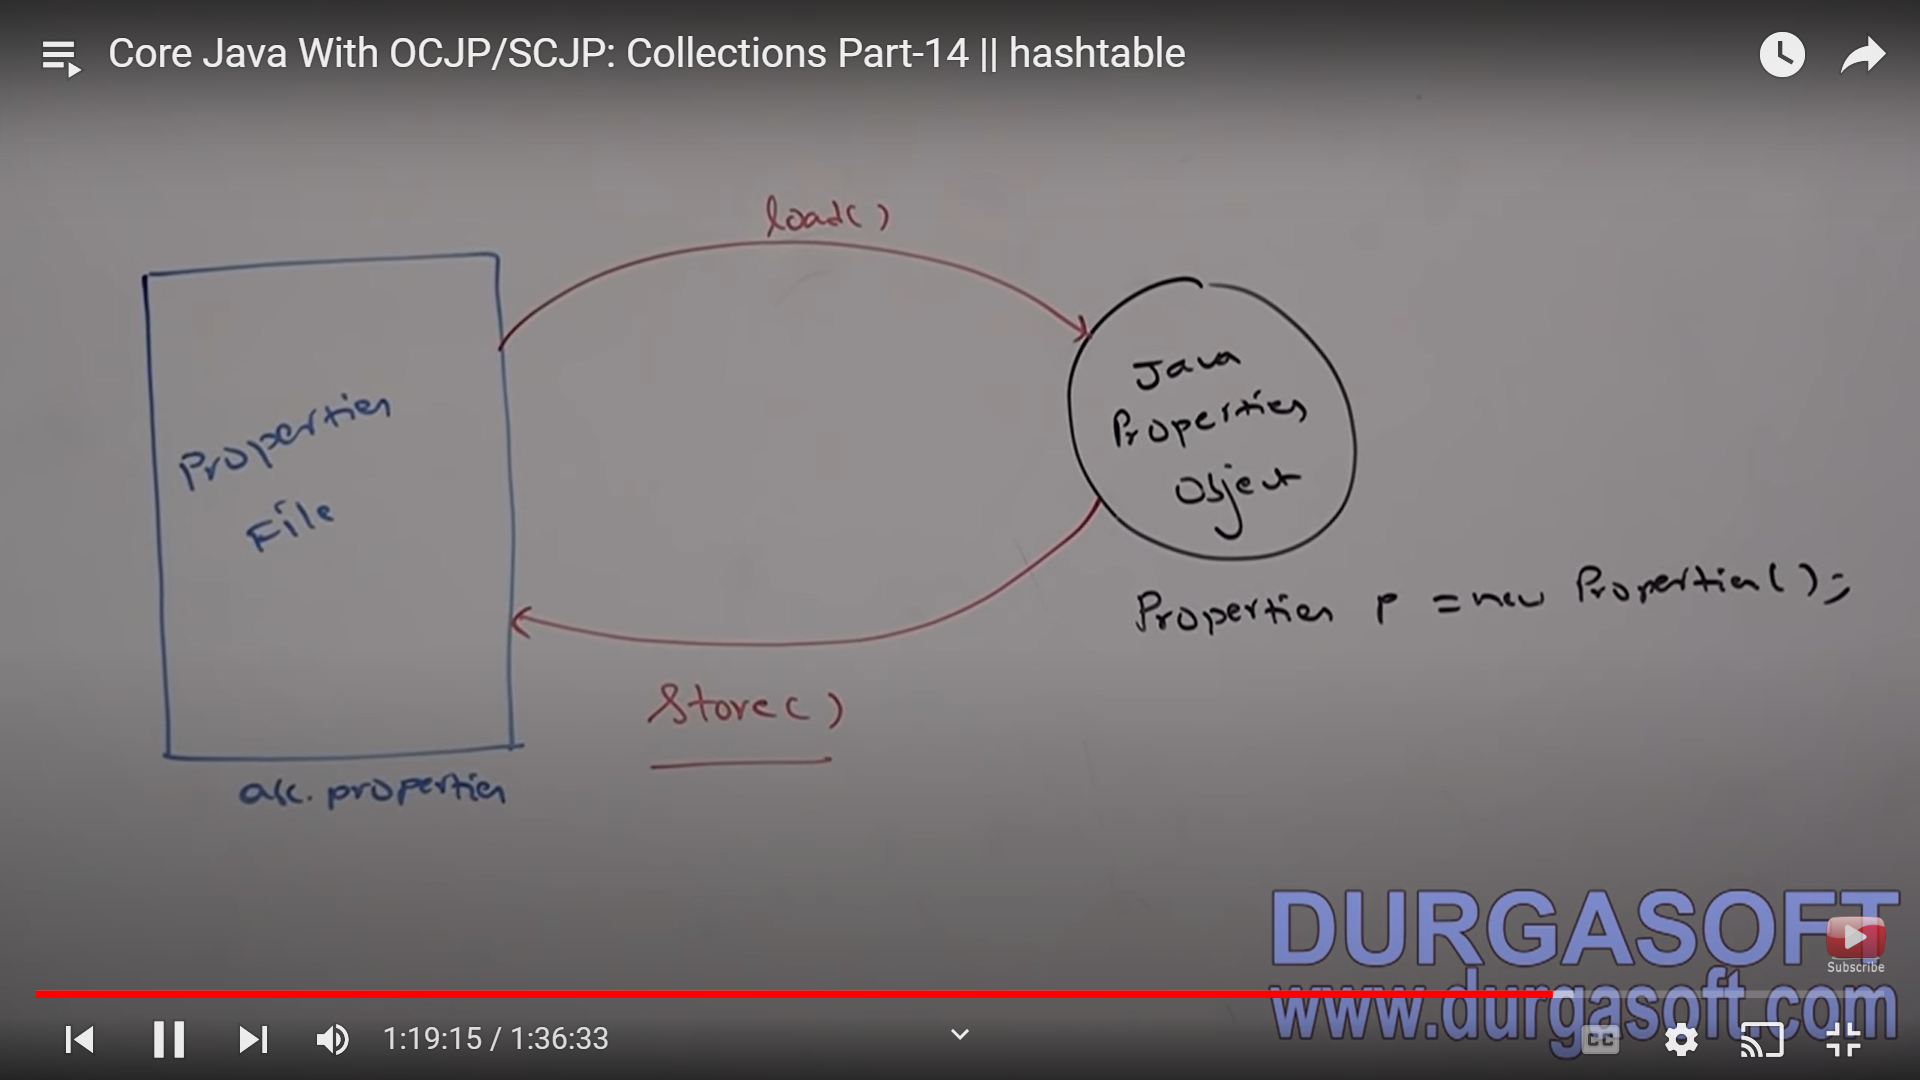 Core Java With OCJP/SCJP: Collections Part-14 || hashtable
load()
Java
Properties
Object
Properties
File
Properties p = new Properties();
Store()
abc.properties
DURGASOFT
Subscribe
www.durgasoft.com
1:19:15 / 1:36:33
CC